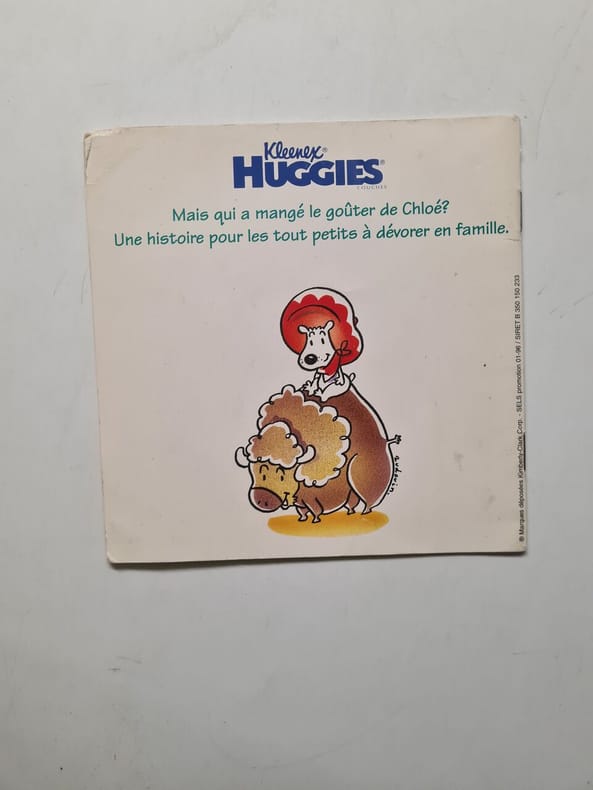 Kleenex®
HUGGIES®
COUCHES
Mais qui a mangé le goûter de Chloé?
Une histoire pour les tout petits à dévorer en famille.
® Marques déposées Kimberly-Clark Corp. - SELS promotion 01-96 / SIRET B 350 150 233